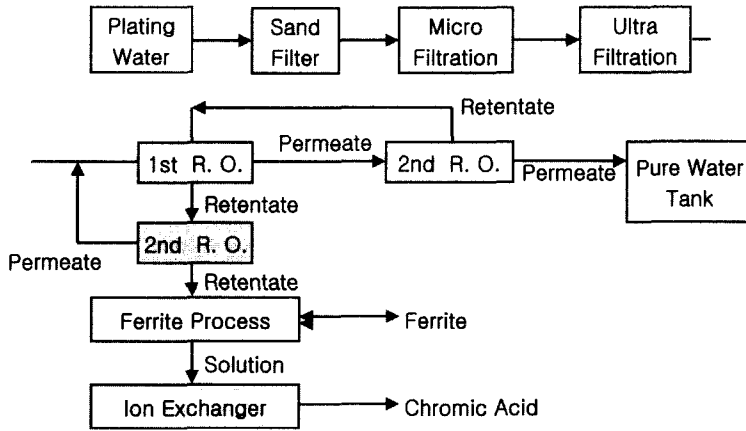 Plating
Water
Sand
Filter
Micro
Filtration
Ultra
Filtration
Retentate
1st R. O.
Permeate
2nd R. O.
Permeate
Pure Water
Tank
Retentate
2nd R. O.
Permeate
Retentate
Ferrite Process
Ferrite
Solution
Ion Exchanger
Chromic Acid